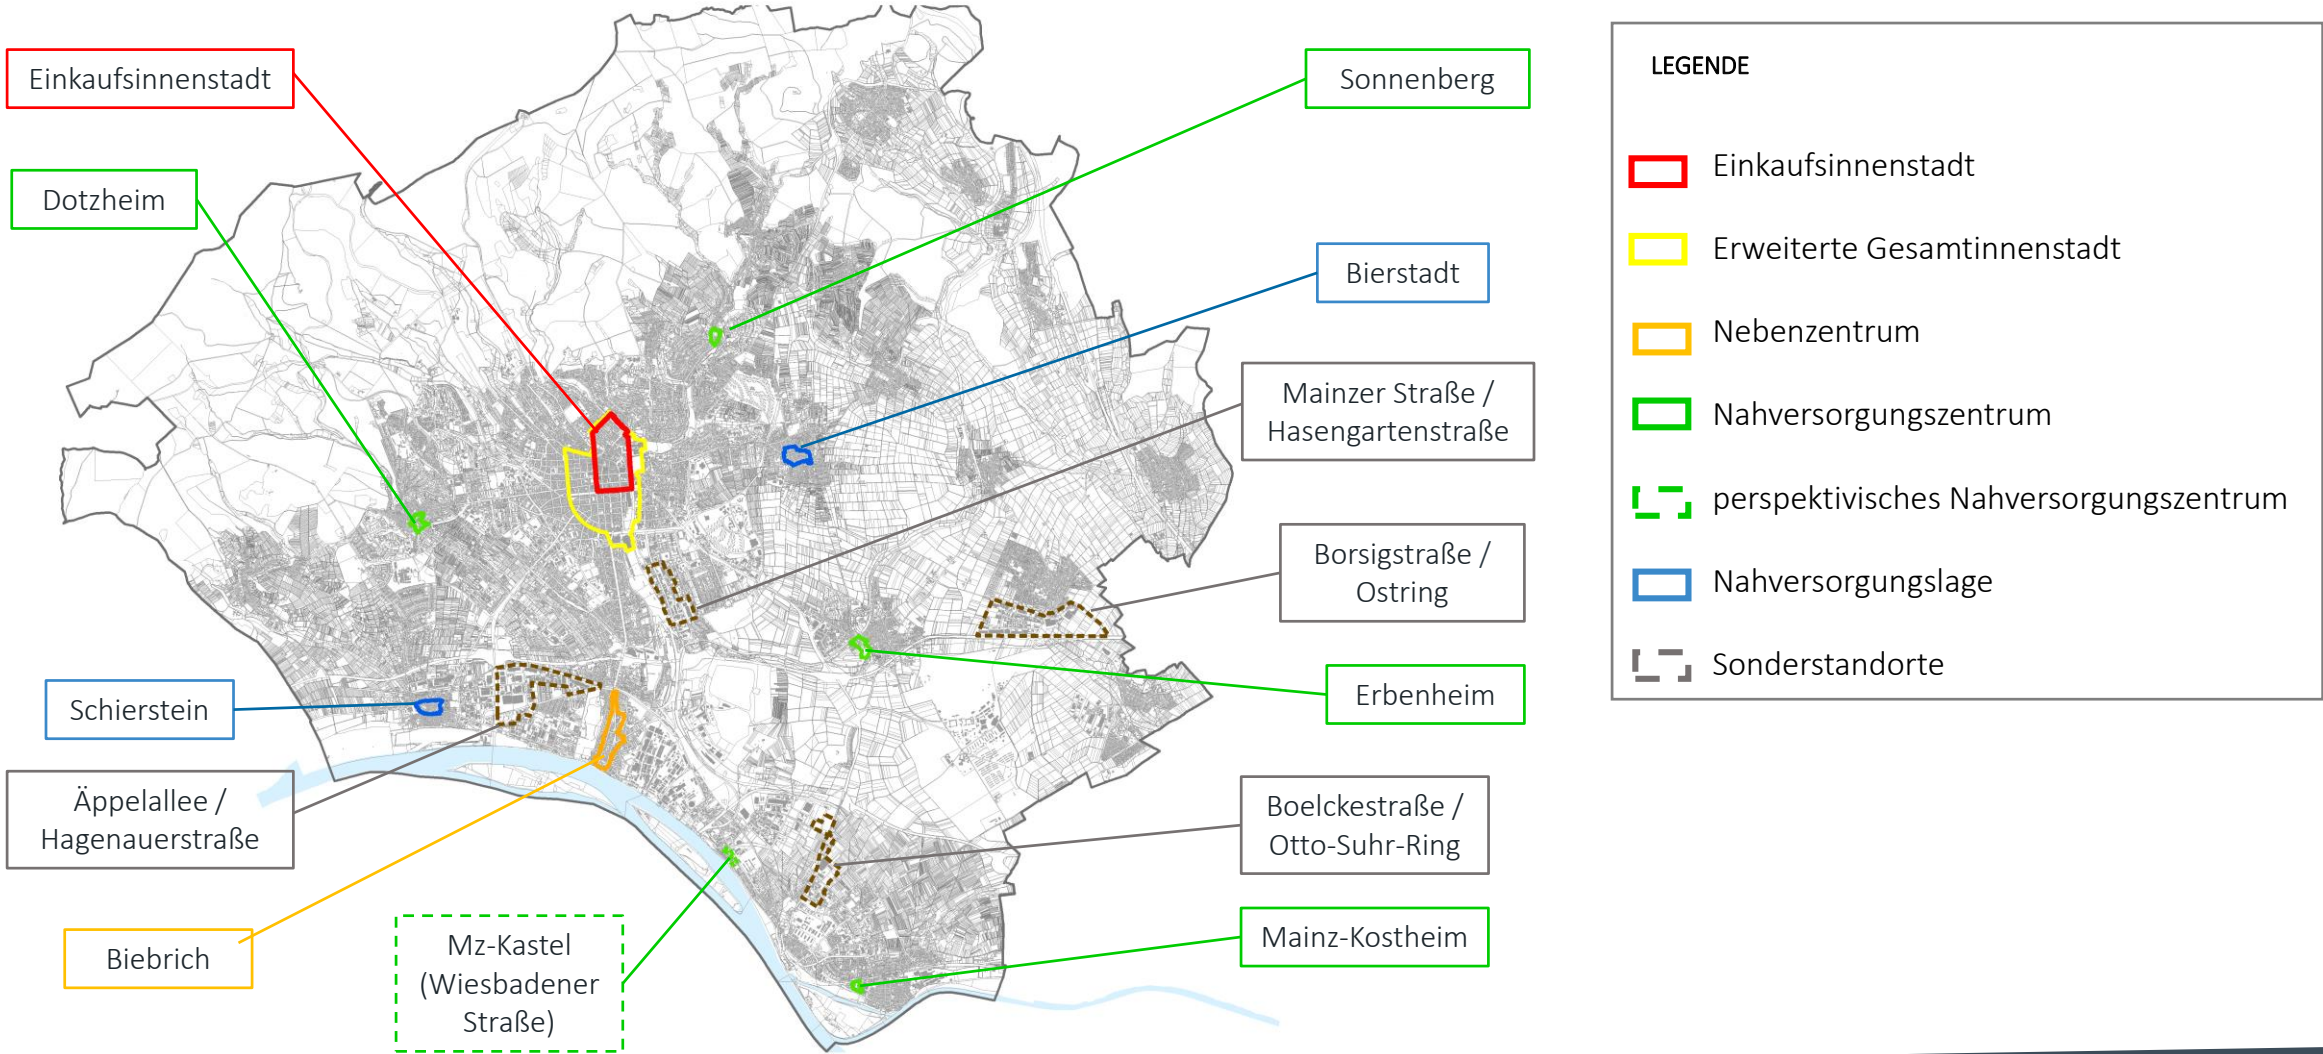 Einkaufsinnenstadt
Dotzheim
Schierstein
Äppelallee /
Hagenauerstraße
Biebrich
Mz-Kastel
(Wiesbadener
Straße)
Sonnenberg
Bierstadt
Mainzer Straße /
Hasengartenstraße
Borsigstraße /
Ostring
Erbenheim
Boelckestraße /
Otto-Suhr-Ring
Mainz-Kostheim
LEGENDE
Einkaufsinnenstadt
Erweiterte Gesamtinnenstadt
Nebenzentrum
Nahversorgungszentrum
perspektivisches Nahversorgungszentrum
Nahversorgungslage
Sonderstandorte